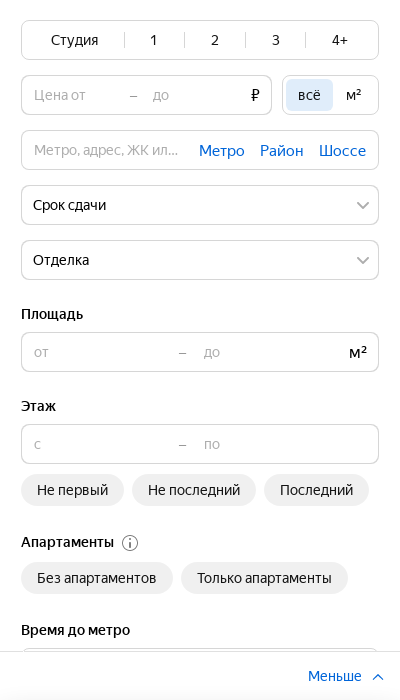 Студия 1 2 3 4+
Цена от – до ₽ всё м²
Метро, адрес, ЖК ил... Метро Район Шоссе
Срок сдачи
Отделка
Площадь
от – до м²
Этаж
с – по
Не первый Не последний Последний
Апартаменты
Без апартаментов Только апартаменты
Время до метро
Меньше